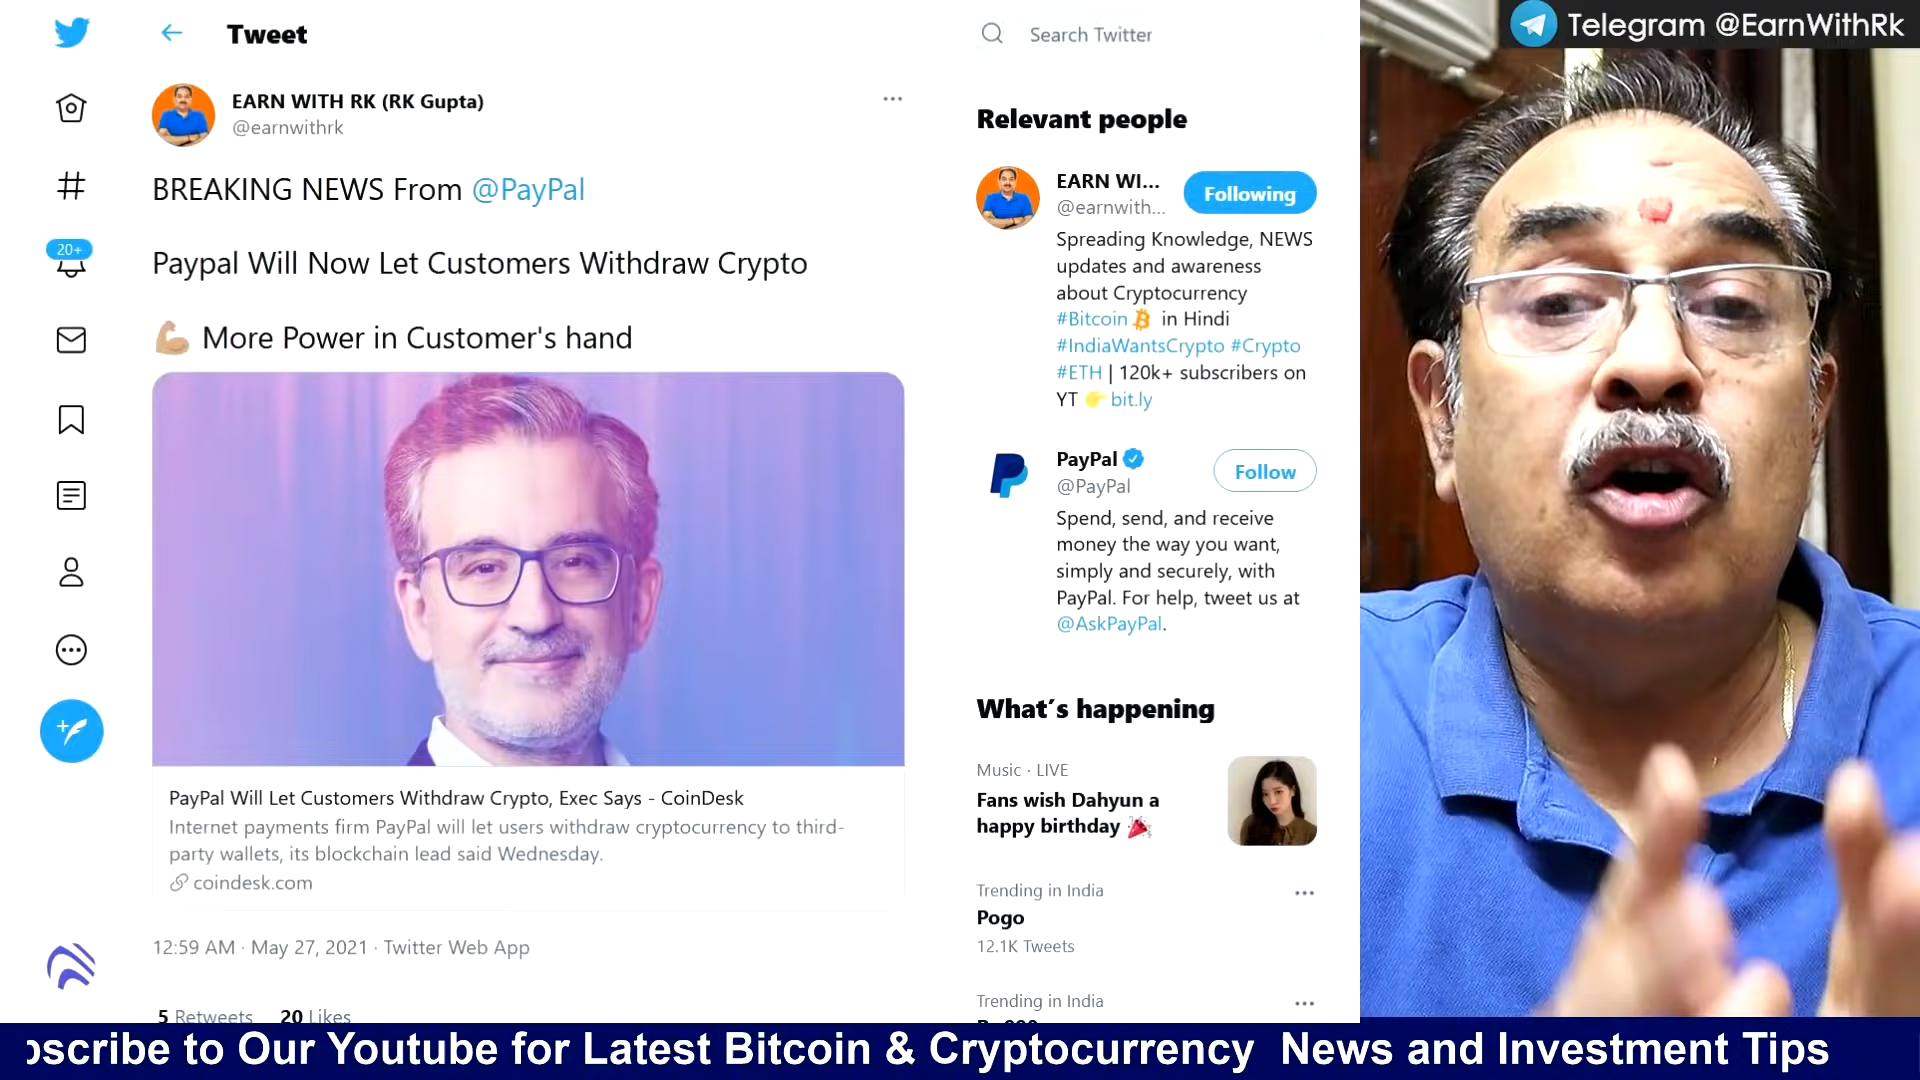 Tweet
EARN WITH RK (RK Gupta)
@earnwithrk
BREAKING NEWS From @PayPal
Paypal Will Now Let Customers Withdraw Crypto
💪🏼 More Power in Customer's hand
PayPal Will Let Customers Withdraw Crypto, Exec Says - CoinDesk
Internet payments firm PayPal will let users withdraw cryptocurrency to third-
party wallets, its blockchain lead said Wednesday.
coindesk.com
12:59 AM · May 27, 2021 · Twitter Web App
5 Retweets 20 Likes
20+
Search Twitter
Relevant people
EARN WI...
@earnwith...
Following
Spreading Knowledge, NEWS
updates and awareness
about Cryptocurrency
#Bitcoin in Hindi
#IndiaWantsCrypto #Crypto
#ETH | 120k+ subscribers on
YT 👉 bit.ly
PayPal
@PayPal
Follow
Spend, send, and receive
money the way you want,
simply and securely, with
PayPal. For help, tweet us at
@AskPayPal.
What's happening
Music · LIVE
Fans wish Dahyun a
happy birthday 🎉
Trending in India
Pogo
12.1K Tweets
Trending in India
Telegram @EarnWithRk
bscribe to Our Youtube for Latest Bitcoin & Cryptocurrency News and Investment Tips